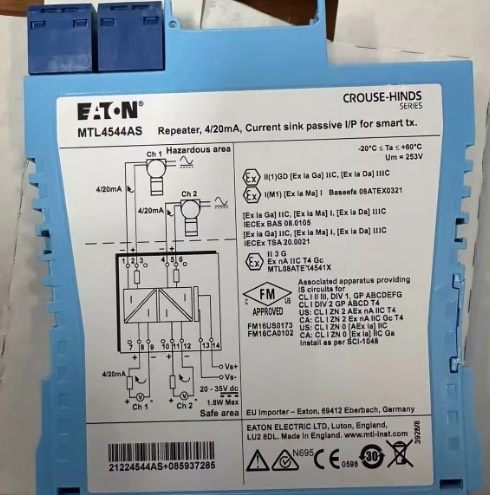 EATON
CROUSE-HINDS
SERIES
MTL4544AS Repeater, 4/20mA, Current sink passive I/P for smart tx.
Hazardous area
-20°C ≤ Ta ≤ +60°C
Um = 253V
Ch 1
4/20mA
Ch 2
4/20mA
1 2 3 4 5 6
7 8 9 10 11 12 13 14
4/20mA
Vs+
Vs-
20 - 35V dc
1.8W Max
Ch 1
Ch 2
Safe area
II(1)GD [Ex ia Ga] IIC, [Ex ia Da] IIIC
I(M1) [Ex ia Ma] I Baseefa 08ATEX0321
[Ex ia Ga] IIC, [Ex ia Ma] I, [Ex ia Da] IIIC
IECEx BAS 08.0105
[Ex ia Ga] IIC, [Ex ia Ma] I, [Ex ia Da] IIIC
IECEx TSA 20.0021
II 3 G
Ex nA IIC T4 Gc
MTL08ATE*4541X
FM
C US
APPROVED
FM16US0173
FM16CA0102
Associated apparatus providing
IS circuits for
CL I II III, DIV 1, GP ABCDEFG
CL I DIV 2 GP ABCD T4
US: CL I ZN 2 AEx nA IIC T4
CA: CL I ZN 2 Ex nA IIC Gc T4
US: CL I ZN 0 [AEx ia] IIC
CA: CL I ZN 0 [Ex ia] IIC Ga
Install as per SCI-1048
EU Importer – Eaton, 69412 Eberbach, Germany
EATON ELECTRIC LTD, Luton, England,
LU2 8DL. Made in England. www.mtl-inst.com
3928/8
N695
CE 0598
30
21224544AS+085937285